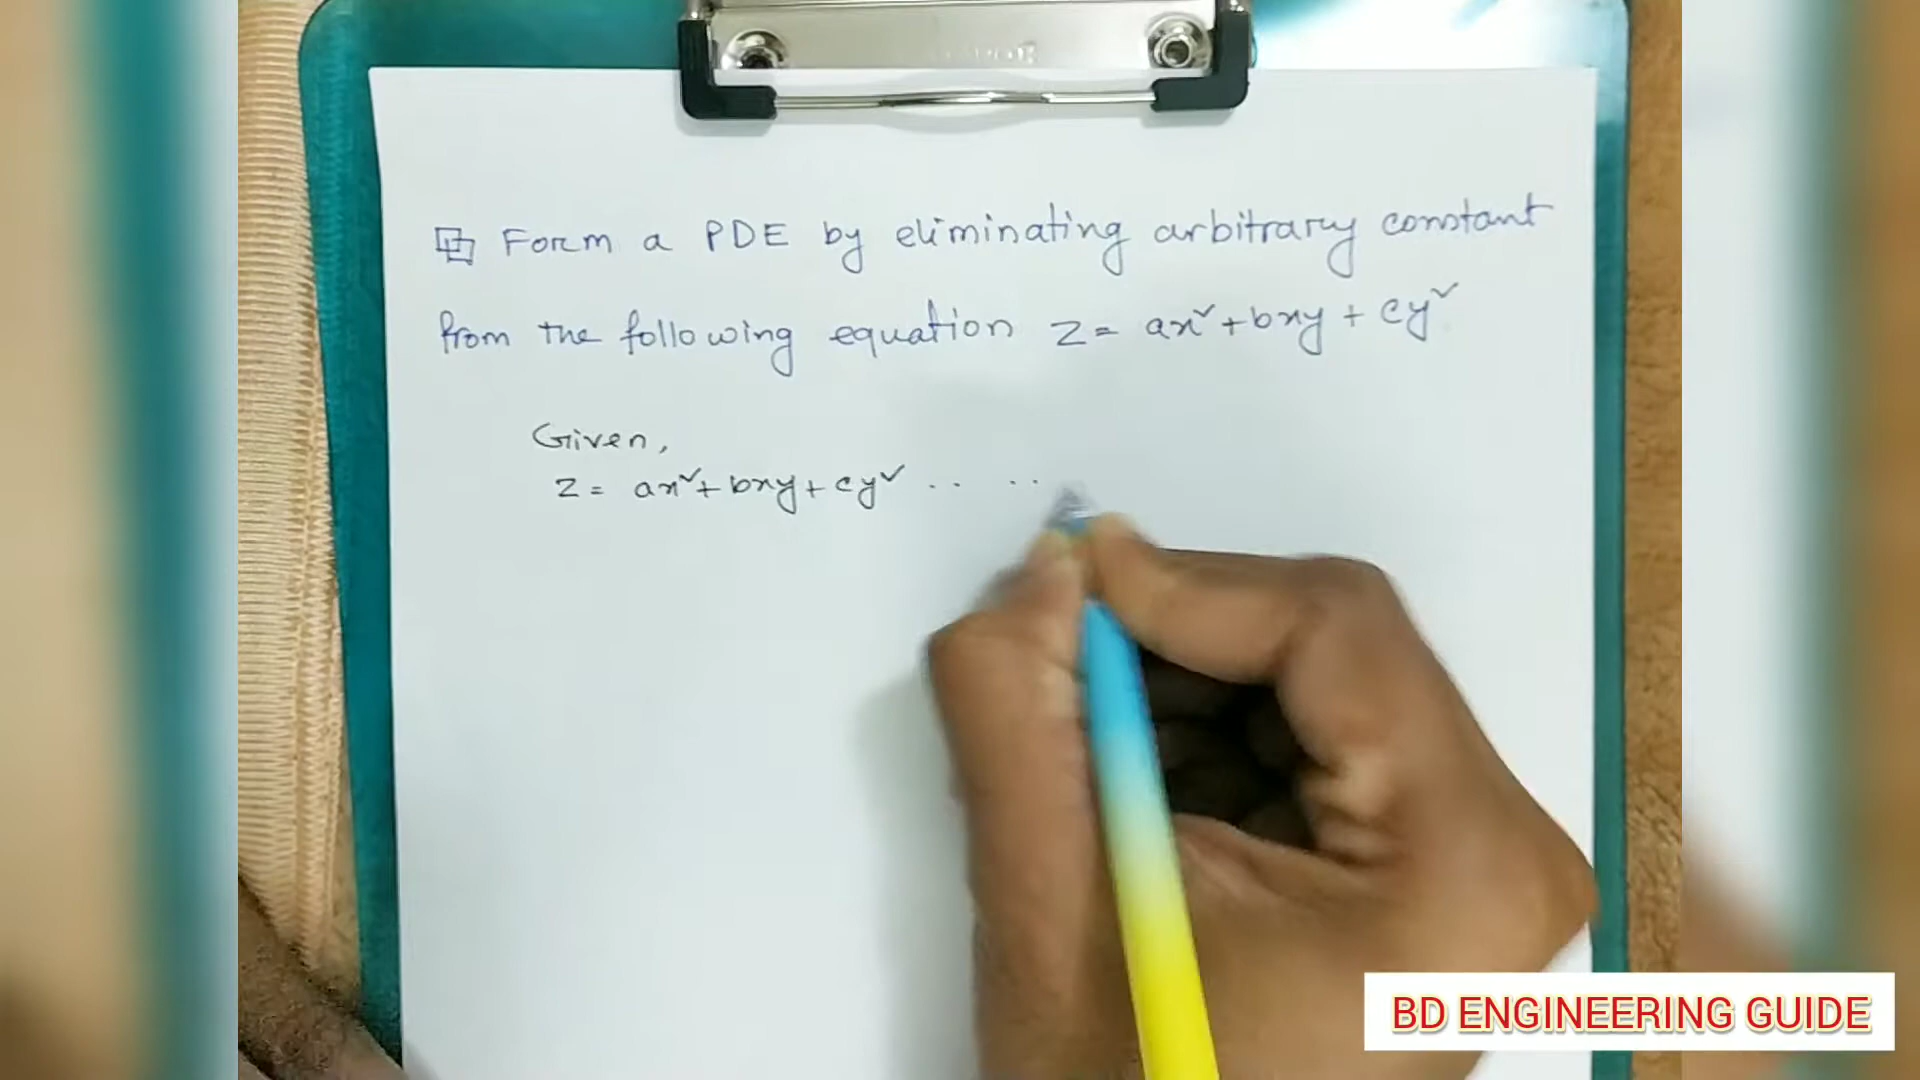 Form a PDE by eliminating arbitrary constant
from the following equation z = ax² + bxy + cy²
Given,
z = ax² + bxy + cy² .. ..
BD ENGINEERING GUIDE